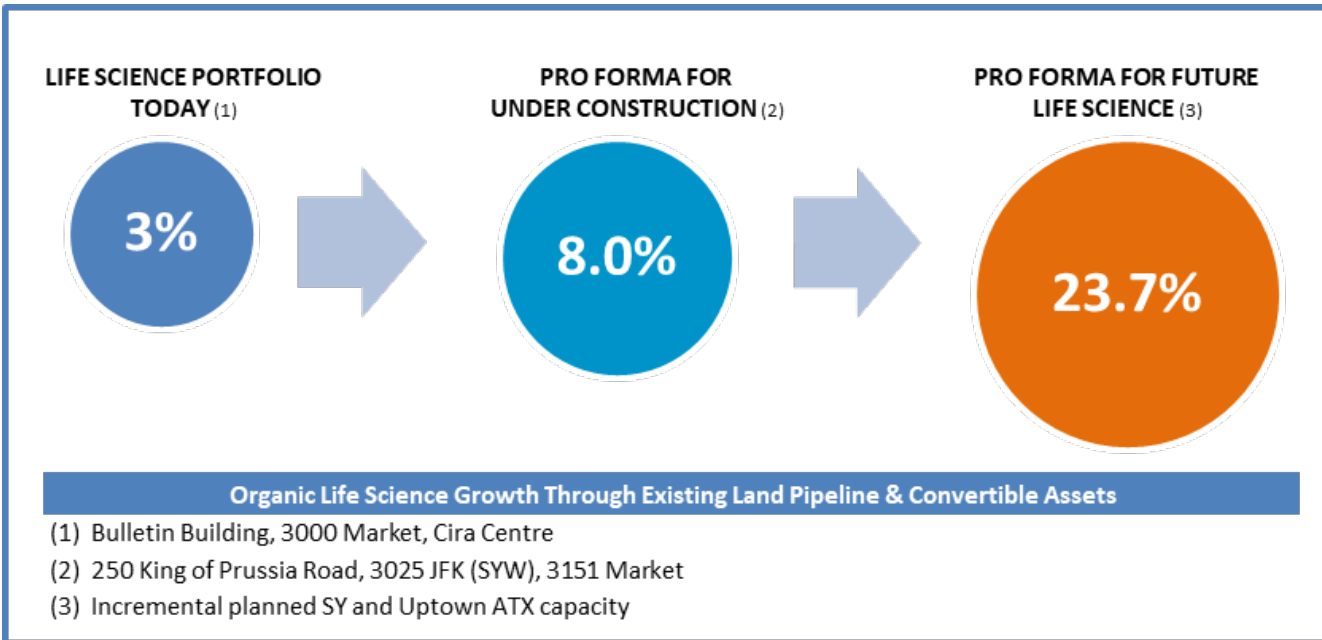 LIFE SCIENCE PORTFOLIO
TODAY (1)
PRO FORMA FOR
UNDER CONSTRUCTION (2)
PRO FORMA FOR FUTURE
LIFE SCIENCE (3)
3%
8.0%
23.7%
Organic Life Science Growth Through Existing Land Pipeline & Convertible Assets
(1) Bulletin Building, 3000 Market, Cira Centre
(2) 250 King of Prussia Road, 3025 JFK (SYW), 3151 Market
(3) Incremental planned SY and Uptown ATX capacity